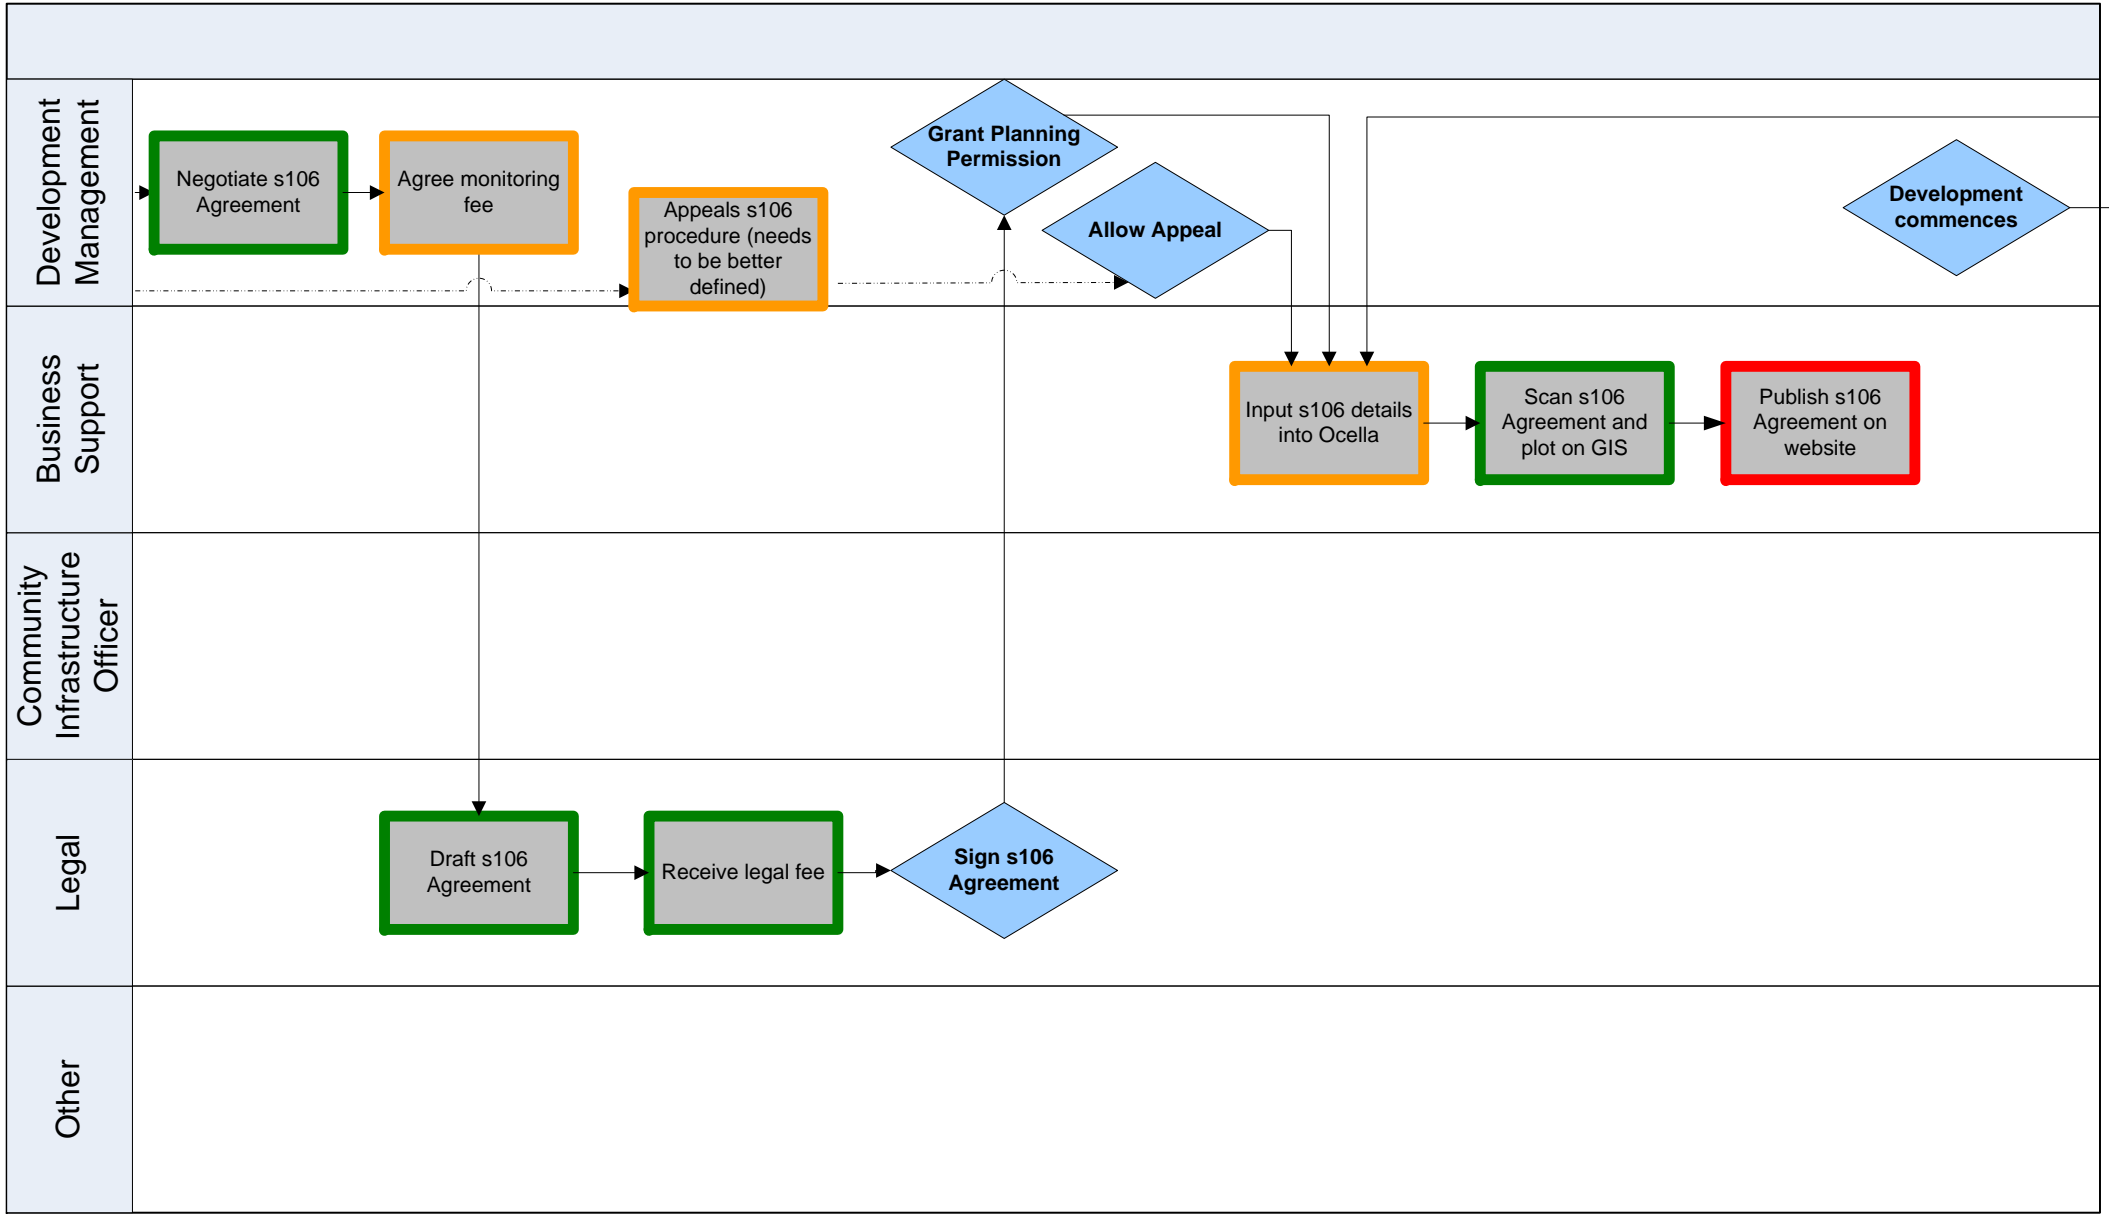 Development
Management
Negotiate s106
Agreement
Agree monitoring
fee
Appeals s106
procedure (needs
to be better
defined)
Grant Planning
Permission
Allow Appeal
Development
commences
Business
Support
Input s106 details
into Ocella
Scan s106
Agreement and
plot on GIS
Publish s106
Agreement on
website
Community
Infrastructure
Officer
Legal
Draft s106
Agreement
Receive legal fee
Sign s106
Agreement
Other